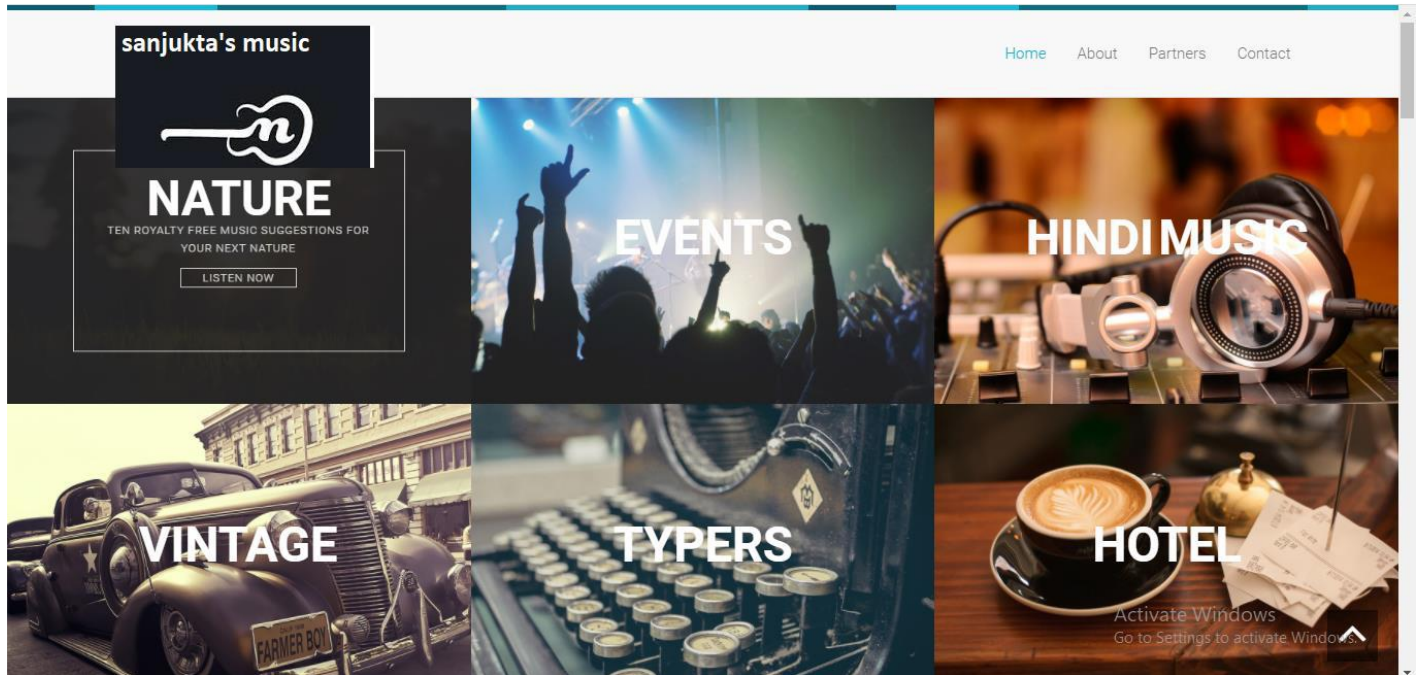 sanjukta's music
n
Home About Partners Contact
NATURE
TEN ROYALTY FREE MUSIC SUGGESTIONS FOR
YOUR NEXT NATURE
LISTEN NOW
EVENTS
HINDI MUSIC
VINTAGE
FARMER BOY
TYPERS
HOTEL
Activate Windows
Go to Settings to activate Windows.